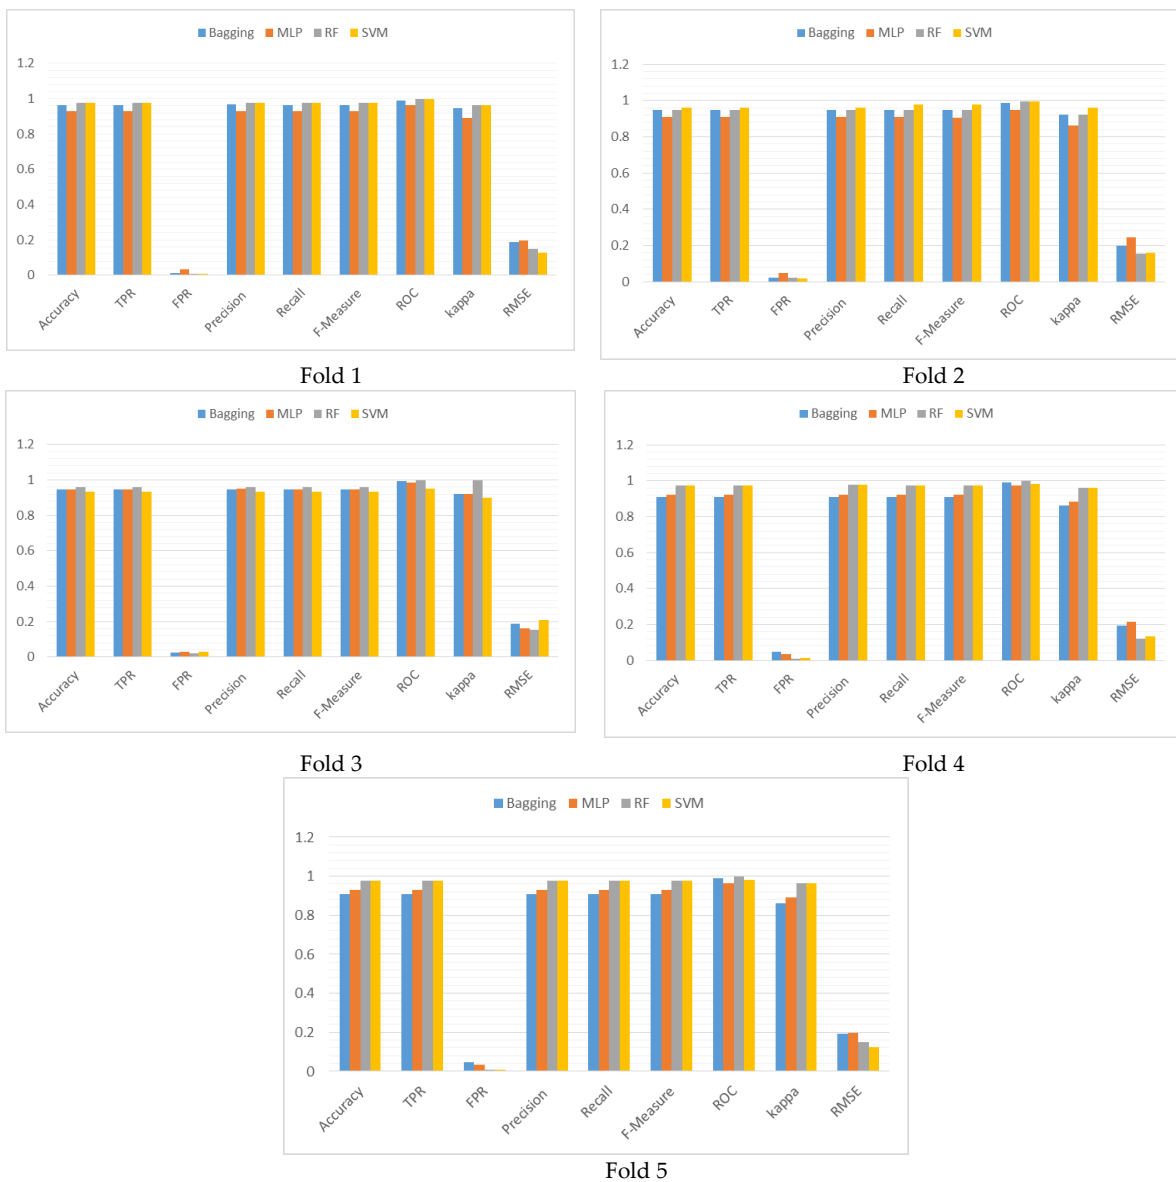 Bagging MLP RF SVM
1.2
1
0.8
0.6
0.4
0.2
0
Accuracy TPR FPR Precision Recall F-Measure ROC kappa RMSE
Fold 1
Bagging MLP RF SVM
1.2
1
0.8
0.6
0.4
0.2
0
Accuracy TPR FPR Precision Recall F-Measure ROC kappa RMSE
Fold 2
Bagging MLP RF SVM
1.2
1
0.8
0.6
0.4
0.2
0
Accuracy TPR FPR Precision Recall F-Measure ROC kappa RMSE
Fold 3
Bagging MLP RF SVM
1.2
1
0.8
0.6
0.4
0.2
0
Accuracy TPR FPR Precision Recall F-Measure ROC kappa RMSE
Fold 4
Bagging MLP RF SVM
1.2
1
0.8
0.6
0.4
0.2
0
Accuracy TPR FPR Precision Recall F-Measure ROC kappa RMSE
Fold 5